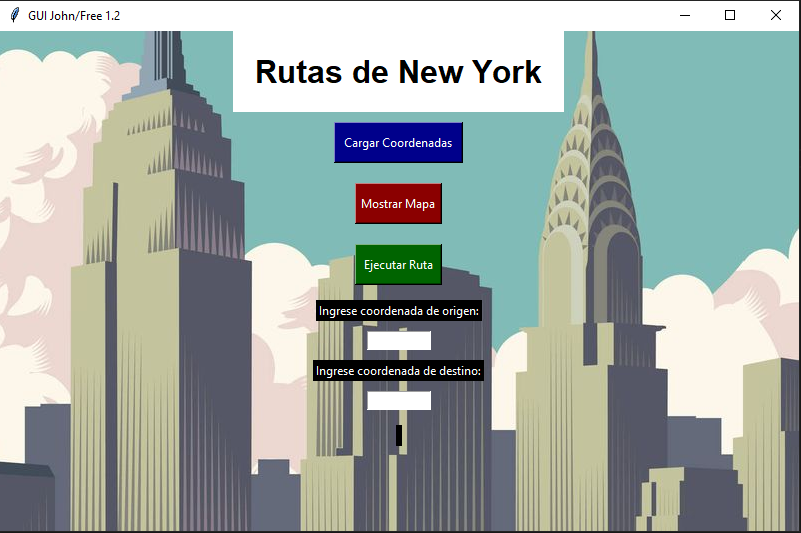 GUI John/Free 1.2
Rutas de New York
Cargar Coordenadas
Mostrar Mapa
Ejecutar Ruta
Ingrese coordenada de origen:
Ingrese coordenada de destino: